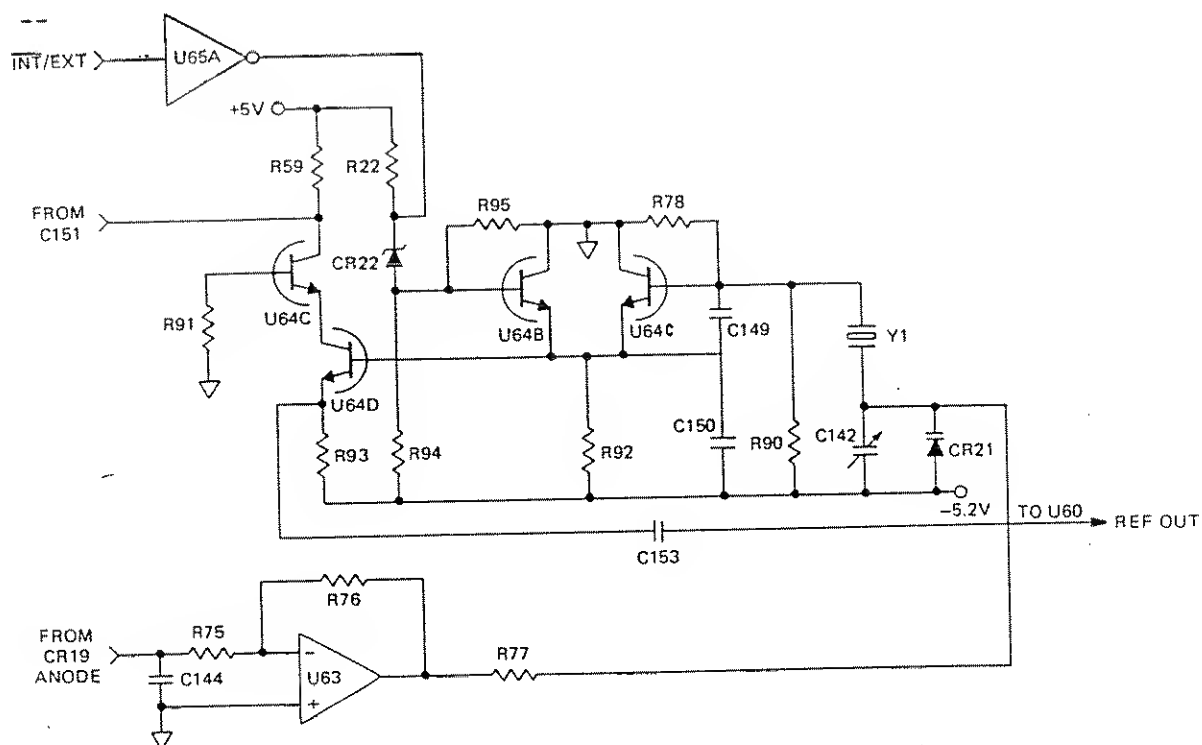 U65A
INT/EXT
+5V
R59
R22
R95
R78
FROM
C151
CR22
R91
U64C
U64B
U64C
C149
Y1
U64D
R93
R94
R92
C150
R90
C142
CR21
-5.2V
TO U60
REF OUT
C153
R76
FROM
CR19
ANODE
R75
-
C144
U63
+
R77